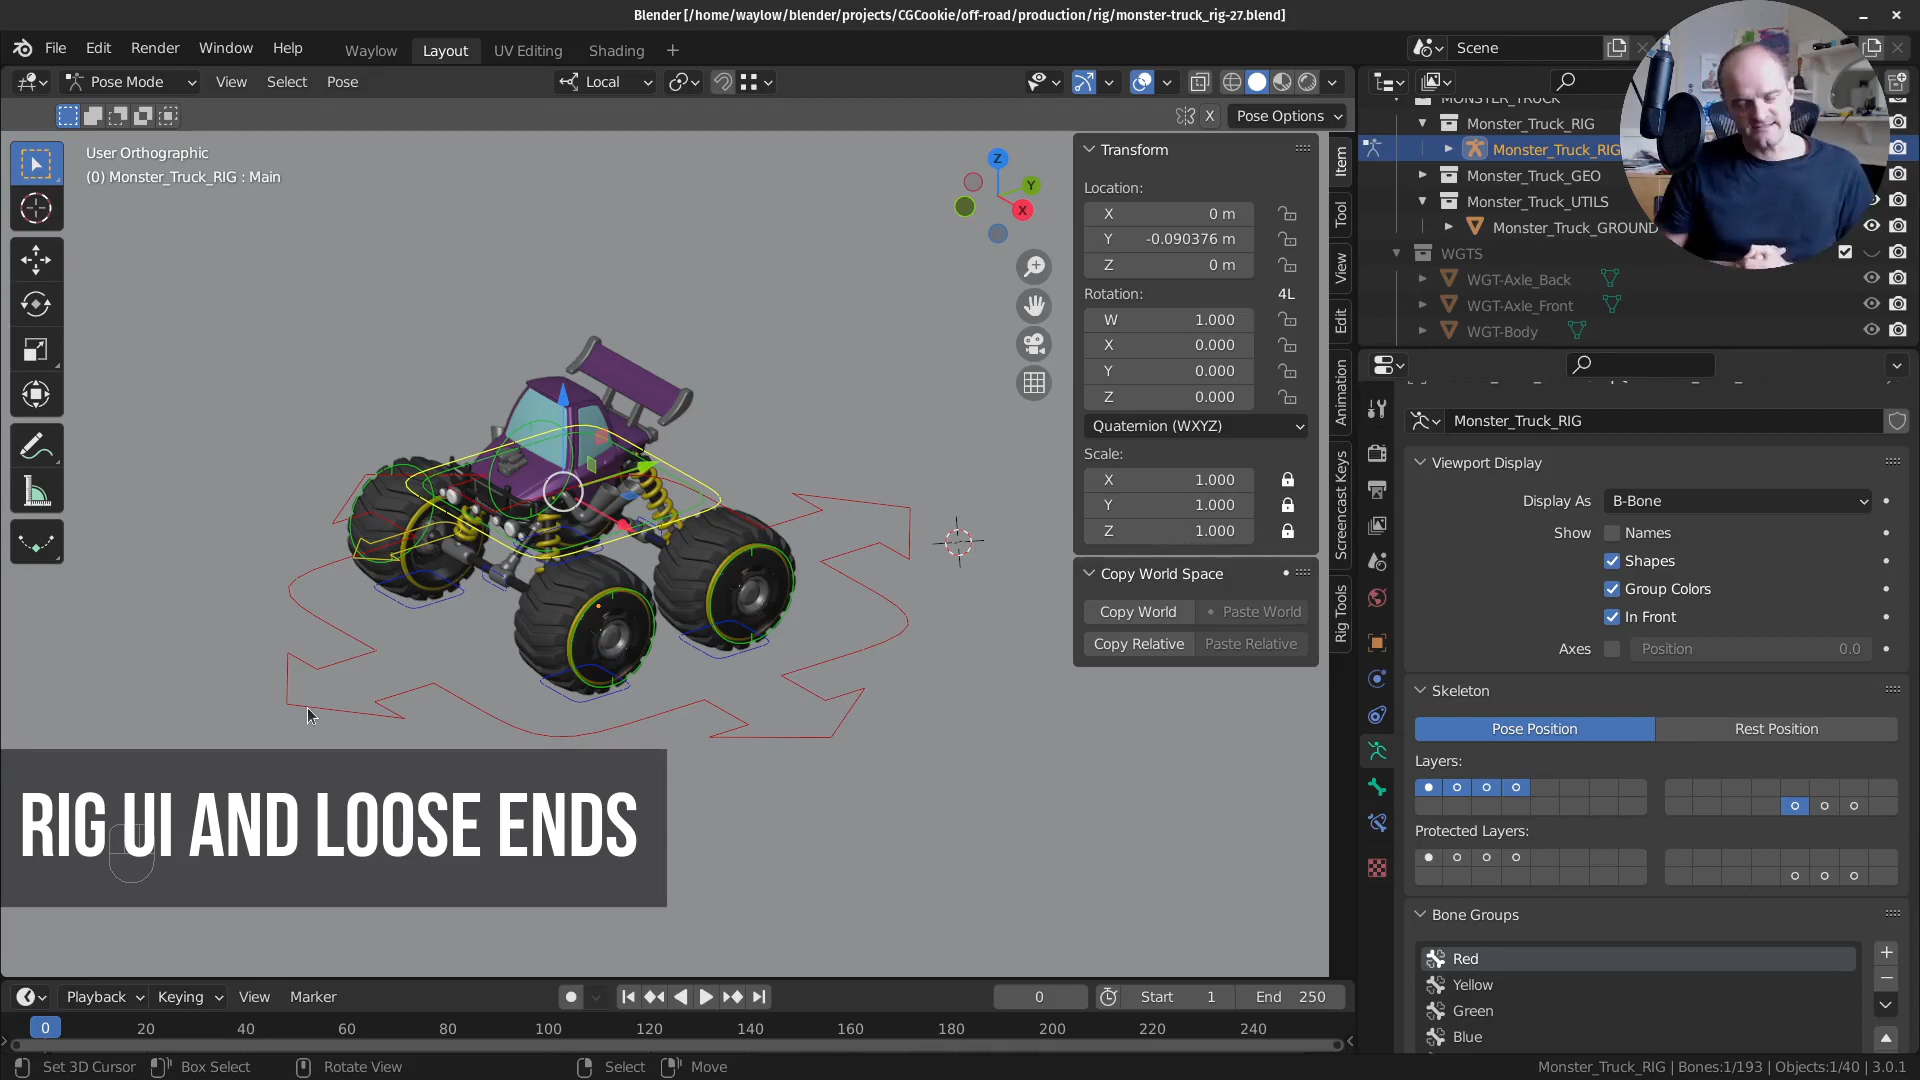 Blender [/home/waylow/blender/projects/CGCookie/off-road/production/rig/monster-truck_rig-27.blend]
File Edit Render Window Help
Waylow Layout UV Editing Shading
Scene
Pose Mode View Select Pose
Local
X Pose Options
User Orthographic
(0) Monster_Truck_RIG : Main
Z
Y
X
Transform
Location:
X 0 m
Y -0.090376 m
Z 0 m
Rotation: 4L
W 1.000
X 0.000
Y 0.000
Z 0.000
Quaternion (WXYZ)
Scale:
X 1.000
Y 1.000
Z 1.000
Copy World Space
Copy World Paste World
Copy Relative Paste Relative
Item
Tool
View
Edit
Animation
Screencast Keys
Rig Tools
MONSTER_TRUCK
Monster_Truck_RIG
Monster_Truck_RIG
Monster_Truck_GEO
Monster_Truck_UTILS
Monster_Truck_GROUND
WGTS
WGT-Axle_Back
WGT-Axle_Front
WGT-Body
Monster_Truck_RIG
Viewport Display
Display As B-Bone
Show Names
Shapes
Group Colors
In Front
Axes Position 0.0
Skeleton
Pose Position Rest Position
Layers:
Protected Layers:
Bone Groups
Red
Yellow
Green
Blue
RIG UI AND LOOSE ENDS
Playback Keying View Marker
0 Start 1 End 250
0 20 40 60 80 100 120 140 160 180 200 220 240
Set 3D Cursor Box Select Rotate View Select Move
Monster_Truck_RIG | Bones:1/193 | Objects:1/40 | 3.0.1